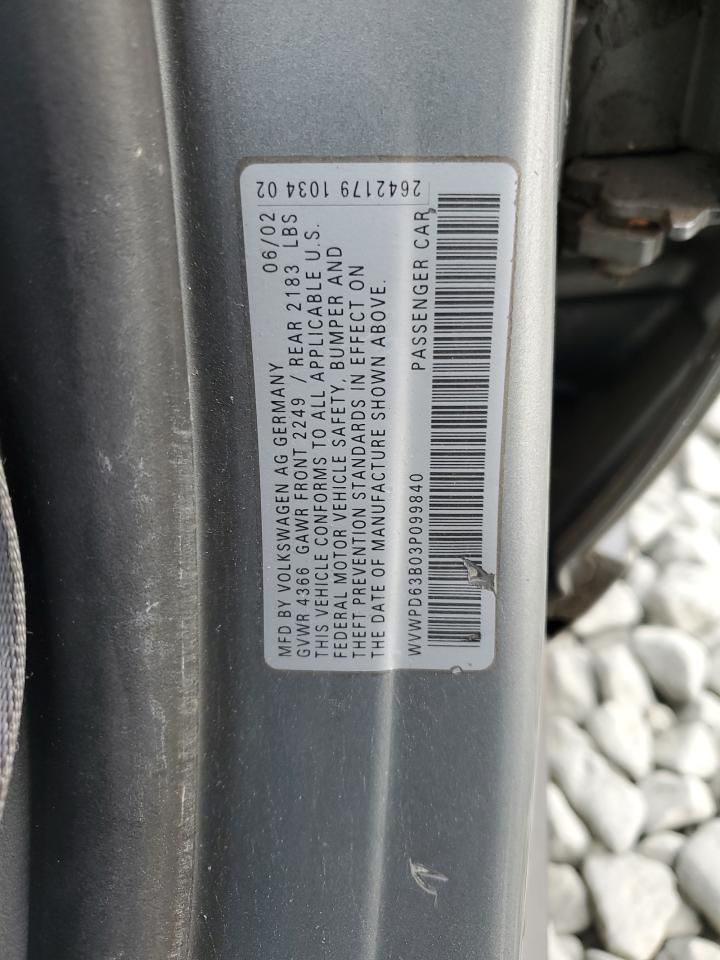 MFD BY VOLKSWAGEN AG GERMANY 06/02
GVWR 4366 GAWR FRONT 2249 / REAR 2183 LBS
THIS VEHICLE CONFORMS TO ALL APPLICABLE U.S.
FEDERAL MOTOR VEHICLE SAFETY, BUMPER AND
THEFT PREVENTION STANDARDS IN EFFECT ON
THE DATE OF MANUFACTURE SHOWN ABOVE.
WVWPD63B03P099840 PASSENGER CAR
2642179 1034 02